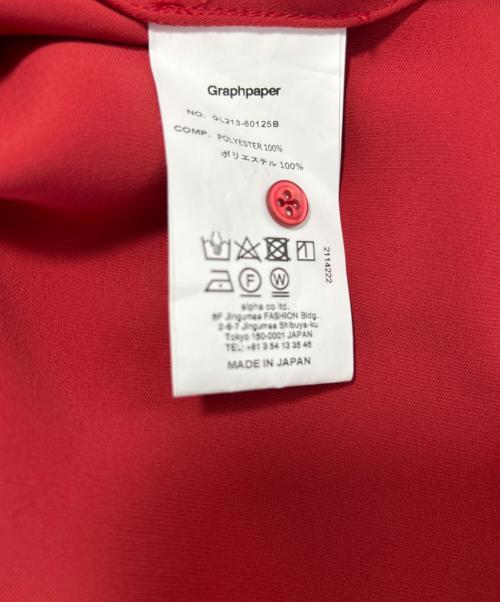 Graphpaper
NO. GL213-60125B
COMP. POLYESTER 100%
ポリエステル 100%
2114222
F W
alpha co ltd.
6F Jingumae FASHION Bldg.
2-6-7 Jingumae Shibuya-ku
Tokyo 150-0001 JAPAN
TEL: +81 3 54 13 35 46
MADE IN JAPAN